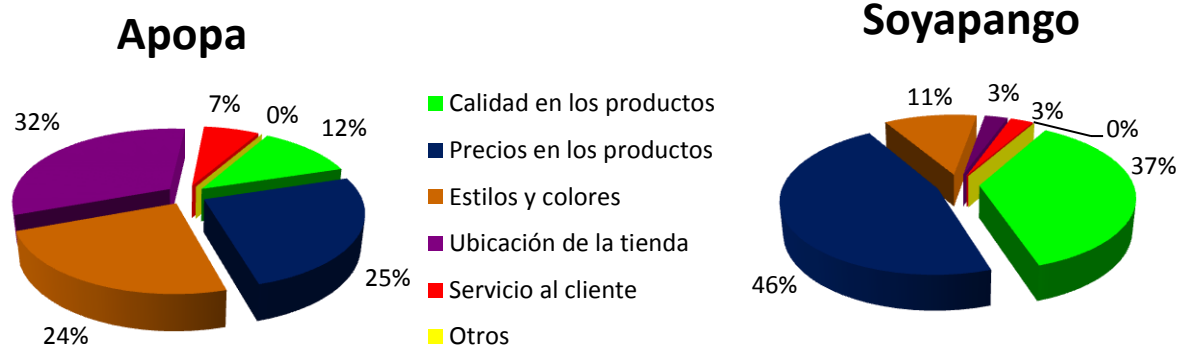 Apopa
32%
7%
0%
12%
25%
24%
Calidad en los productos
Precios en los productos
Estilos y colores
Ubicación de la tienda
Servicio al cliente
Otros
Soyapango
11%
3%
3%
0%
37%
46%